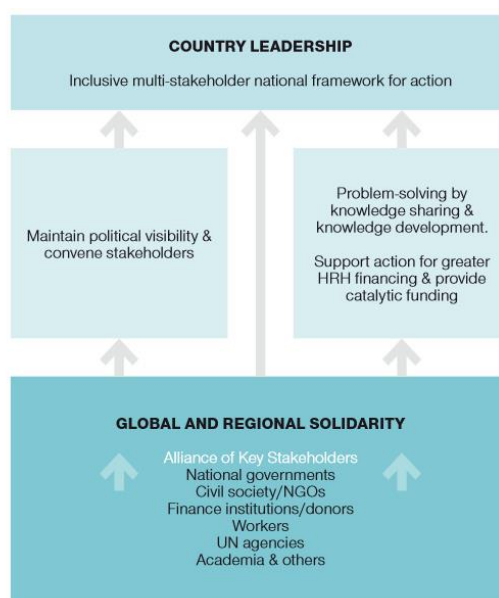 COUNTRY LEADERSHIP
Inclusive multi-stakeholder national framework for action
Maintain political visibility &
convene stakeholders
Problem-solving by
knowledge sharing &
knowledge development.
Support action for greater
HRH financing & provide
catalytic funding
GLOBAL AND REGIONAL SOLIDARITY
Alliance of Key Stakeholders
National governments
Civil society/NGOs
Finance institutions/donors
Workers
UN agencies
Academia & others